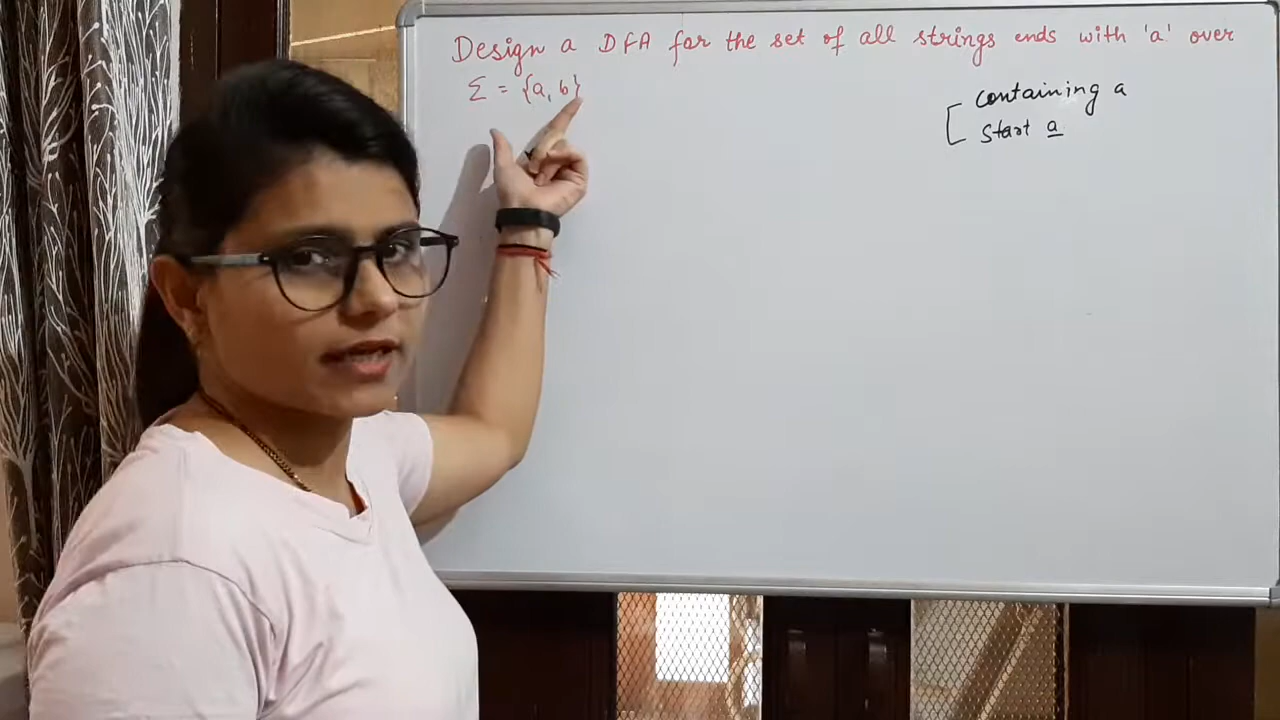 Design a DFA for the set of all strings ends with 'a' over
Σ = {a, b}
containing a
start a